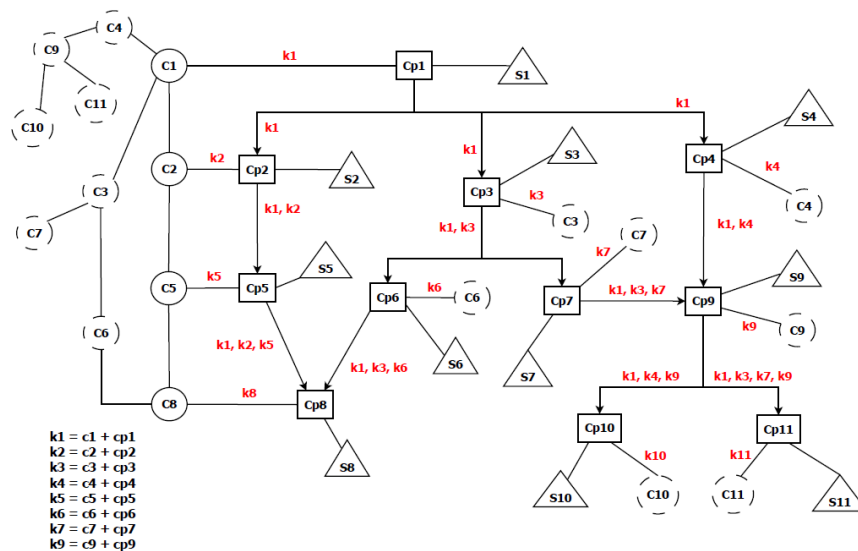 C4
C9
C1
k1
Cp1
S1
C10
C11
k1
k1
k1
S4
C2
k2
Cp2
S2
S3
Cp3
k3
C3
Cp4
k4
C4
C3
C7
k1, k2
k1, k3
C7
k7
k1, k4
C5
k5
Cp5
S5
Cp6
k6
C6
Cp7
k1, k3, k7
Cp9
S9
k9
C9
C6
k1, k2, k5
k1, k3, k6
S6
S7
C8
k8
Cp8
S8
k1, k4, k9
k1, k3, k7, k9
Cp10
Cp11
k10
k11
S10
C10
C11
S11
k1 = c1 + cp1
k2 = c2 + cp2
k3 = c3 + cp3
k4 = c4 + cp4
k5 = c5 + cp5
k6 = c6 + cp6
k7 = c7 + cp7
k9 = c9 + cp9